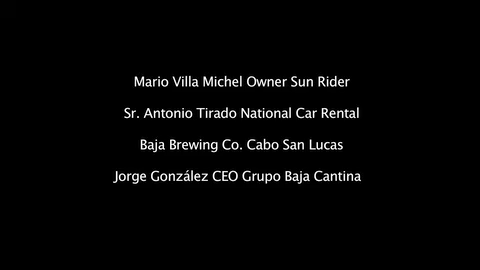 Mario Villa Michel Owner Sun Rider
Sr. Antonio Tirado National Car Rental
Baja Brewing Co. Cabo San Lucas
Jorge González CEO Grupo Baja Cantina